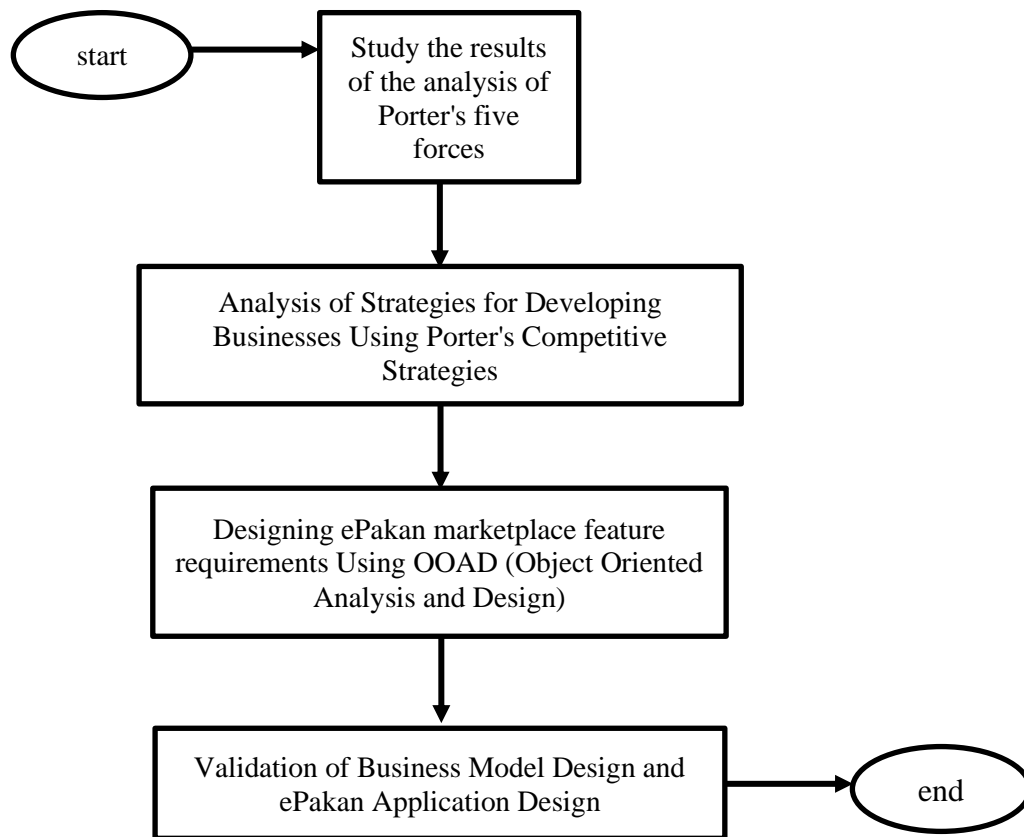 start
Study the results
of the analysis of
Porter's five
forces
Analysis of Strategies for Developing
Businesses Using Porter's Competitive
Strategies
Designing ePakan marketplace feature
requirements Using OOAD (Object Oriented
Analysis and Design)
Validation of Business Model Design and
ePakan Application Design
end